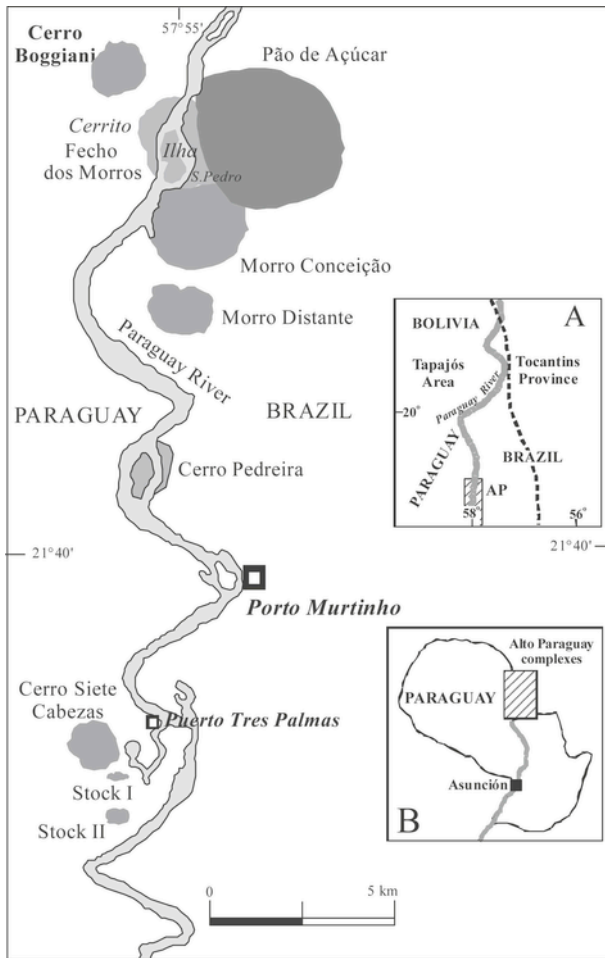 57°55'
Cerro
Boggiani
Pão de Açúcar
Cerrito
Fecho
dos Morros
Ilha
S.Pedro
Morro Conceição
Morro Distante
Paraguay River
PARAGUAY
BRAZIL
Cerro Pedreira
21°40'
21°40'
Porto Murtinho
Cerro Siete
Cabezas
Puerto Tres Palmas
Stock I
Stock II
0
5 km
A
BOLIVIA
Tapajós
Area
Tocantins
Province
Paraguay River
20°
PARAGUAY
BRAZIL
AP
58°
56°
Alto Paraguay
complexes
PARAGUAY
Asunción
B